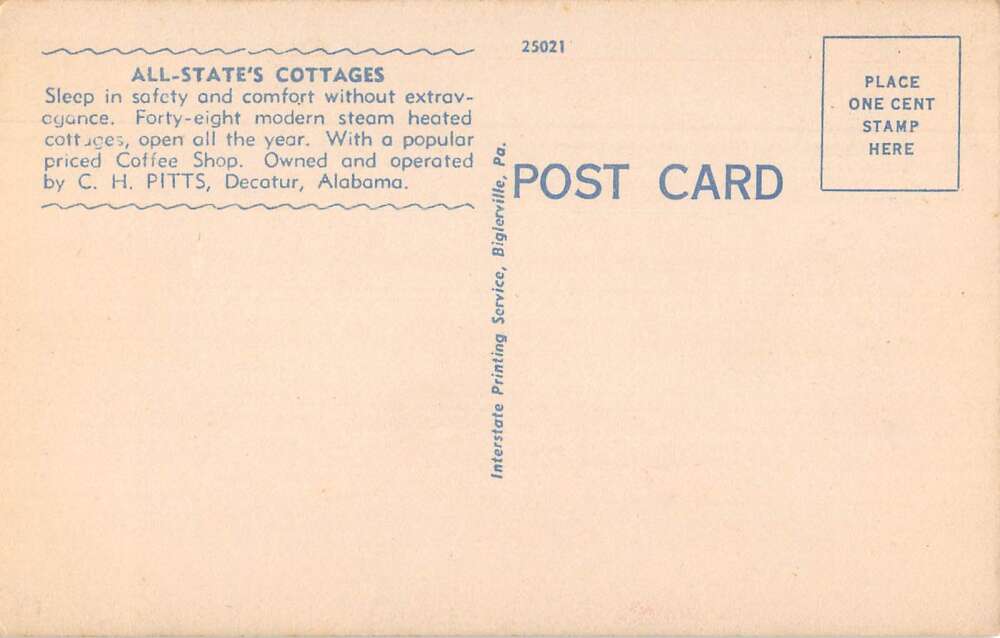 ALL-STATE'S COTTAGES
Sleep in safety and comfort without extrav-
agance. Forty-eight modern steam heated
cottages, open all the year. With a popular
priced Coffee Shop. Owned and operated
by C. H. PITTS, Decatur, Alabama.
Interstate Printing Service, Biglerville, Pa.
25021
POST CARD
PLACE
ONE CENT
STAMP
HERE